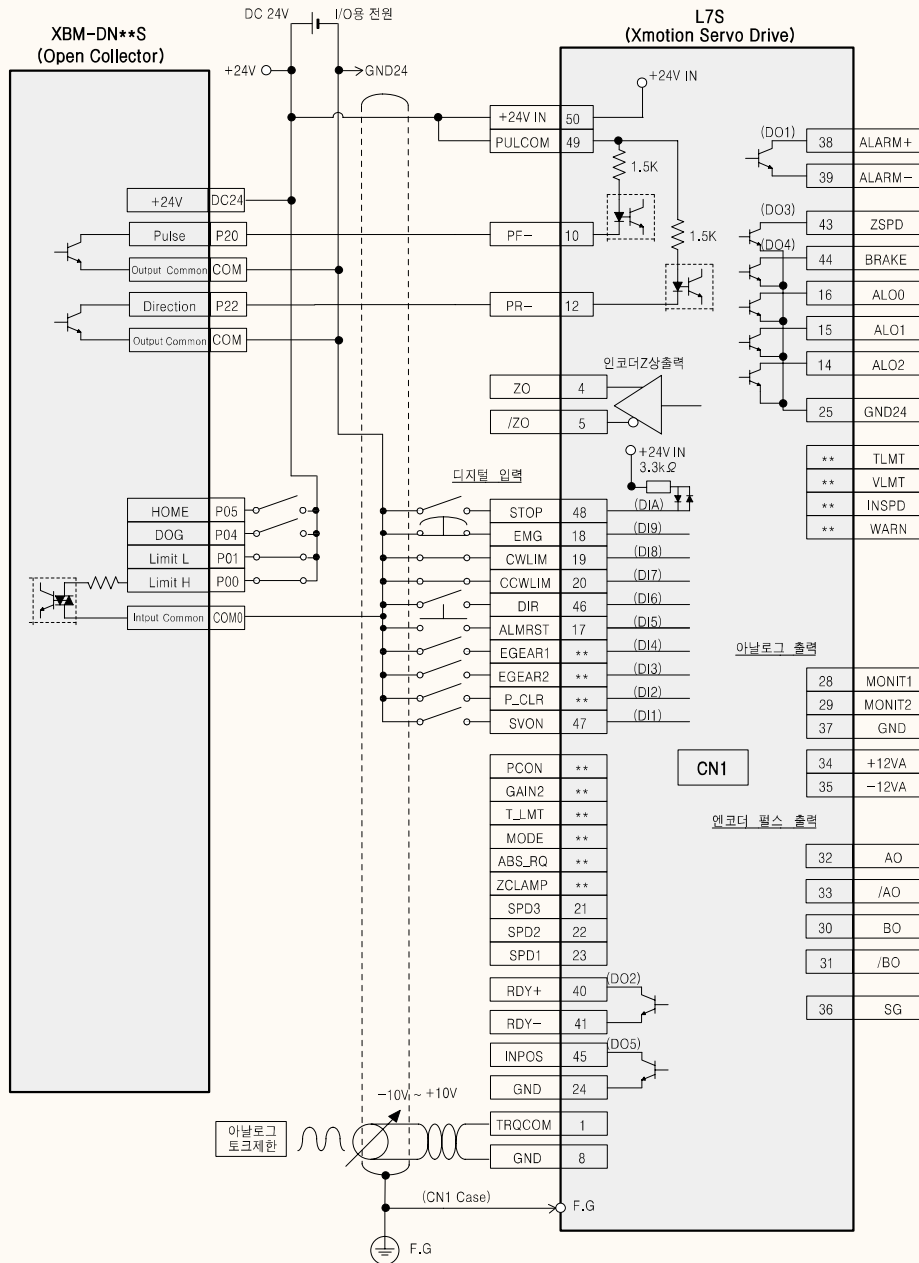 DC 24V
I/O용 전원
XBM-DN**S
(Open Collector)
L7S
(Xmotion Servo Drive)
+24V
GND24
+24V IN
+24V IN 50
PULCOM 49
1.5K
1.5K
(DO1)
38 ALARM+
39 ALARM-
+24V DC24
Pulse P20
Output Common COM
Direction P22
Output Common COM
PF- 10
PR- 12
(DO3)
43 ZSPD
(DO4)
44 BRAKE
16 ALO0
15 ALO1
14 ALO2
25 GND24
인코더Z상출력
ZO 4
/ZO 5
+24V IN
3.3kΩ
** TLMT
** VLMT
** INSPD
** WARN
디지털 입력
HOME P05
DOG P04
Limit L P01
Limit H P00
Intput Common COM0
STOP 48 (DIA)
EMG 18 (DI9)
CWLIM 19 (DI8)
CCWLIM 20 (DI7)
DIR 46 (DI6)
ALMRST 17 (DI5)
EGEAR1 ** (DI4)
EGEAR2 ** (DI3)
P_CLR ** (DI2)
SVON 47 (DI1)
아날로그 출력
28 MONIT1
29 MONIT2
37 GND
34 +12VA
35 -12VA
CN1
PCON **
GAIN2 **
T_LMT **
MODE **
ABS_RQ **
ZCLAMP **
SPD3 21
SPD2 22
SPD1 23
엔코더 펄스 출력
32 AO
33 /AO
30 BO
31 /BO
36 SG
RDY+ 40 (DO2)
RDY- 41
INPOS 45 (DO5)
GND 24
-10V ~ +10V
아날로그
토크제한
TRQCOM 1
GND 8
(CN1 Case)
F.G
F.G